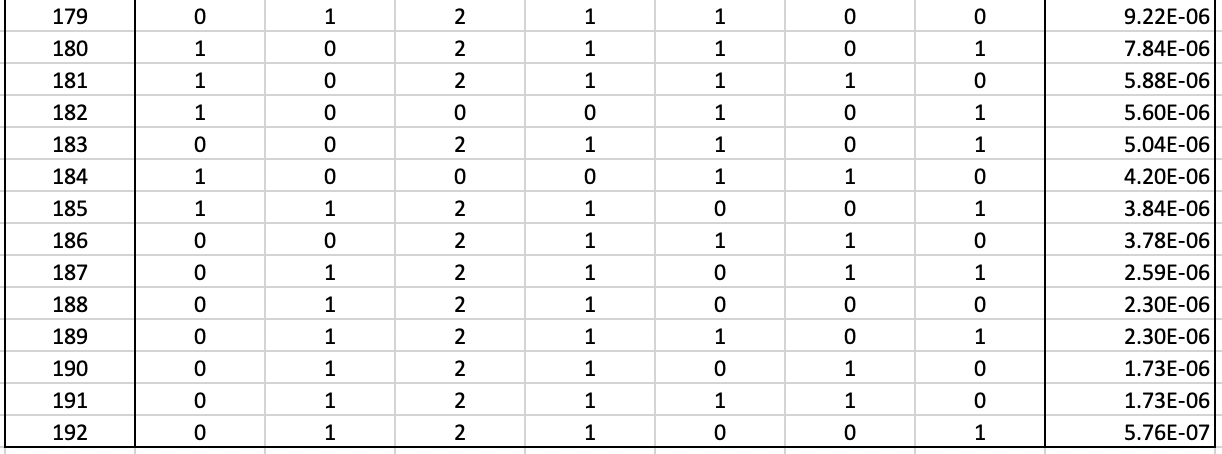 179 0 1 2 1 1 0 0 9.22E-06
180 1 0 2 1 1 0 1 7.84E-06
181 1 0 2 1 1 1 0 5.88E-06
182 1 0 0 0 1 0 1 5.60E-06
183 0 0 2 1 1 0 1 5.04E-06
184 1 0 0 0 1 1 0 4.20E-06
185 1 1 2 1 0 0 1 3.84E-06
186 0 0 2 1 1 1 0 3.78E-06
187 0 1 2 1 0 1 1 2.59E-06
188 0 1 2 1 0 0 0 2.30E-06
189 0 1 2 1 1 0 1 2.30E-06
190 0 1 2 1 0 1 0 1.73E-06
191 0 1 2 1 1 1 0 1.73E-06
192 0 1 2 1 0 0 1 5.76E-07